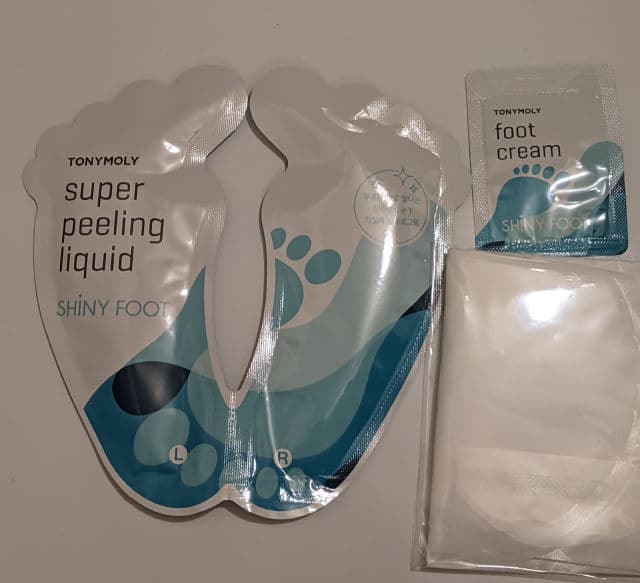 TONYMOLY
super
peeling
liquid
SHiNY FOOT
L
R
TONYMOLY
foot
cream
SHiNY FOOT